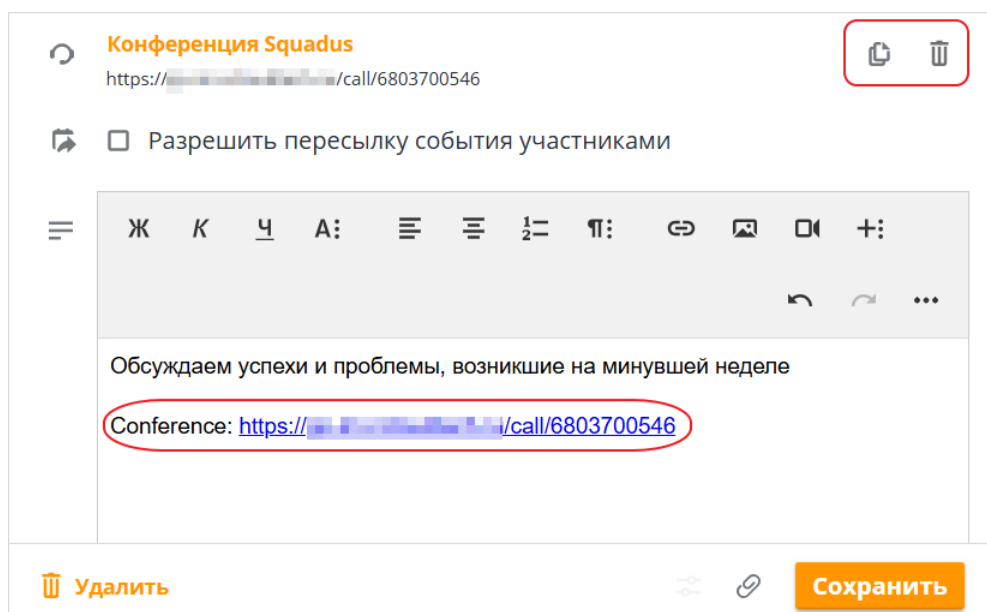 Конференция Squadus
https:// /call/6803700546
Разрешить пересылку события участниками
Ж К Ч А
Обсуждаем успехи и проблемы, возникшие на минувшей неделе
Conference: https:// /call/6803700546
Удалить
Сохранить